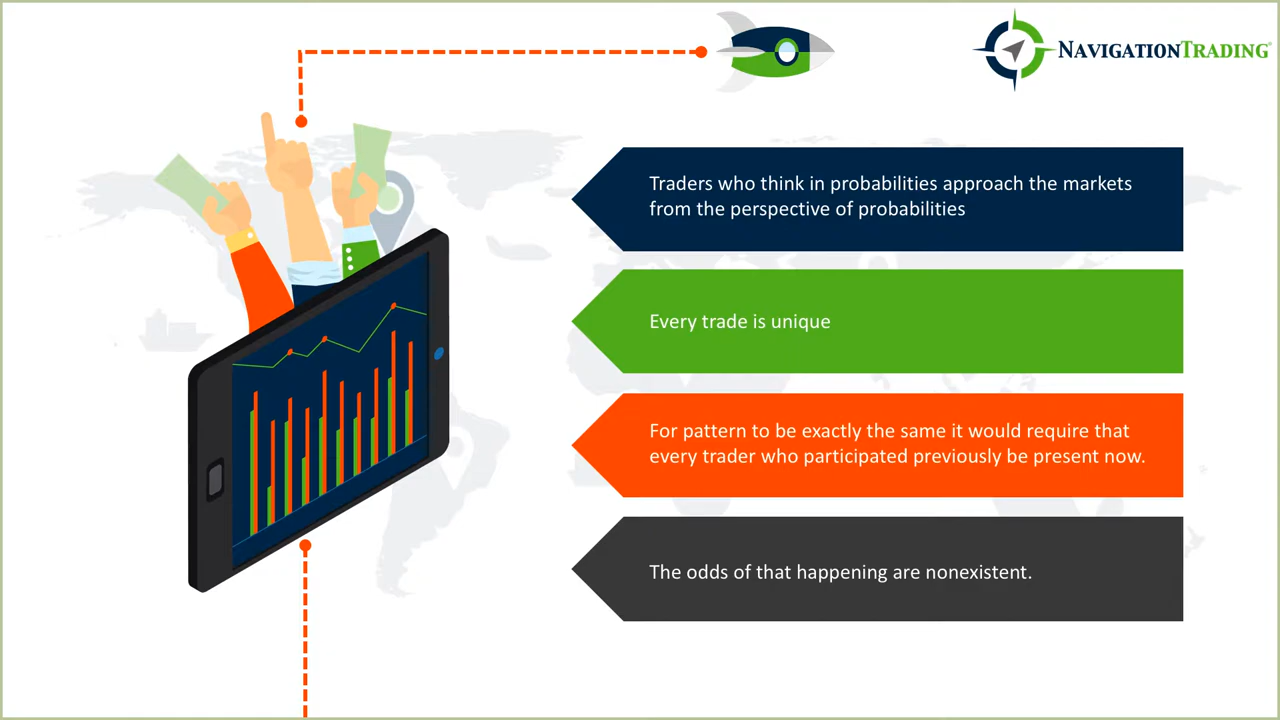 NAVIGATIONTRADING®
Traders who think in probabilities approach the markets
from the perspective of probabilities
Every trade is unique
For pattern to be exactly the same it would require that
every trader who participated previously be present now.
The odds of that happening are nonexistent.